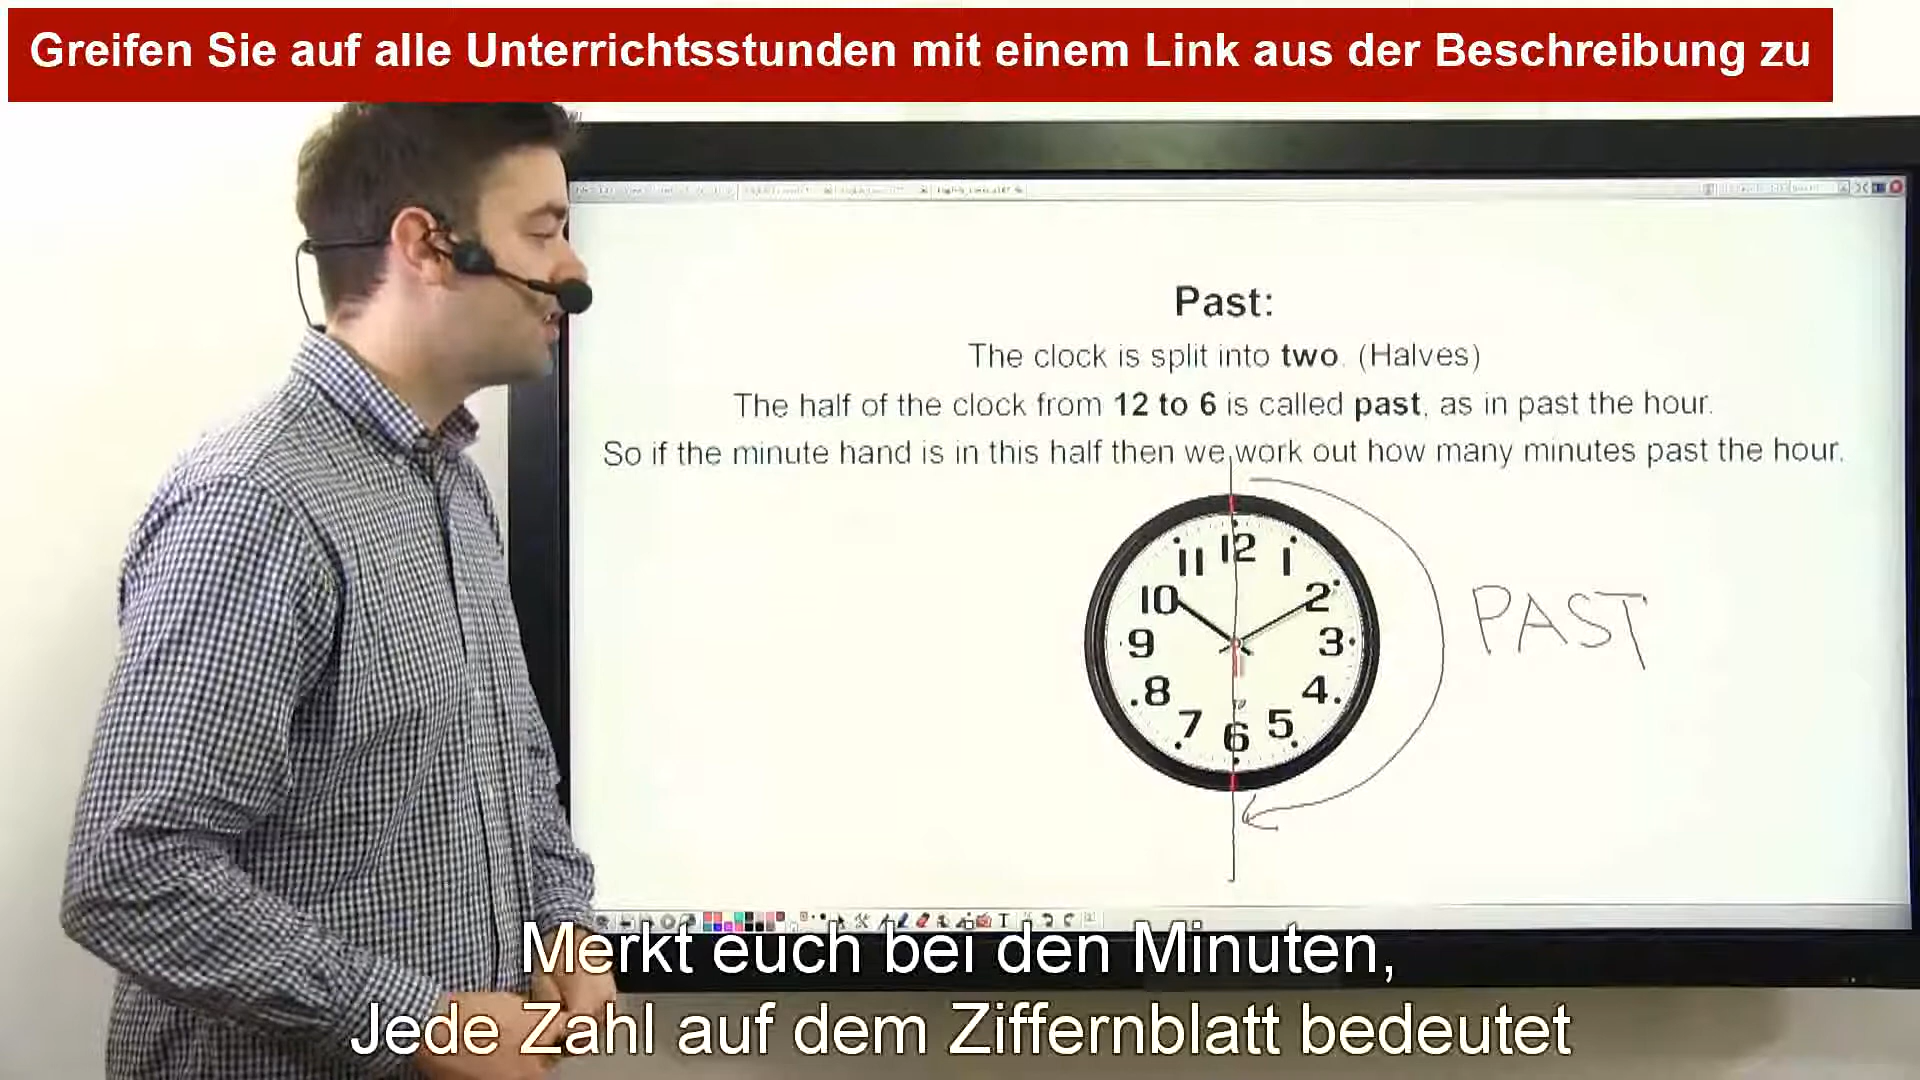 Greifen Sie auf alle Unterrichtsstunden mit einem Link aus der Beschreibung zu
Past:
The clock is split into two. (Halves)
The half of the clock from 12 to 6 is called past, as in past the hour.
So if the minute hand is in this half then we work out how many minutes past the hour.
12
11 1
10 2
9 3
8 4
7 5
6
PAST
Merkt euch bei den Minuten,
Jede Zahl auf dem Ziffernblatt bedeutet